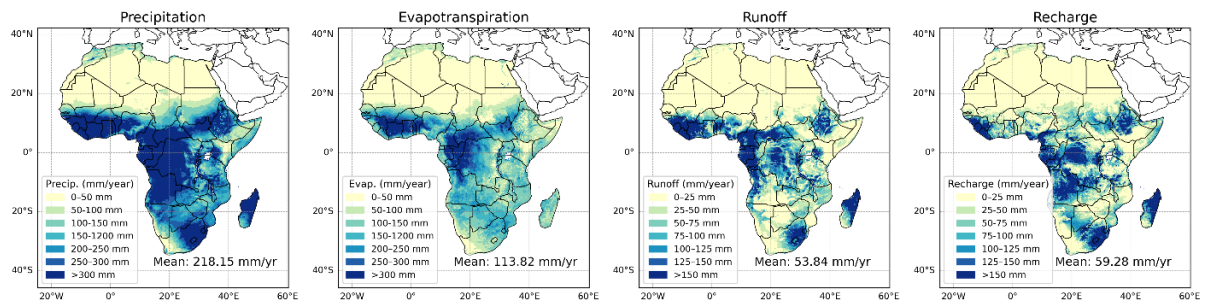 Precipitation
40°N
20°N
0°
20°S
40°S
20°W 0° 20°E 40°E 60°E
Precip. (mm/year)
0–50 mm
50-100 mm
100-150 mm
150-1200 mm
200–250 mm
250–300 mm
>300 mm
Mean: 218.15 mm/yr
Evapotranspiration
40°N
20°N
0°
20°S
40°S
20°W 0° 20°E 40°E 60°E
Evap. (mm/year)
0–50 mm
50-100 mm
100-150 mm
150-1200 mm
200–250 mm
250–300 mm
>300 mm
Mean: 113.82 mm/yr
Runoff
40°N
20°N
0°
20°S
40°S
20°W 0° 20°E 40°E 60°E
Runoff (mm/year)
0–25 mm
25-50 mm
50-75 mm
75-100 mm
100–125 mm
125–150 mm
>150 mm
Mean: 53.84 mm/yr
Recharge
40°N
20°N
0°
20°S
40°S
20°W 0° 20°E 40°E 60°E
Recharge (mm/year)
0–25 mm
25-50 mm
50-75 mm
75-100 mm
100–125 mm
125–150 mm
>150 mm
Mean: 59.28 mm/yr